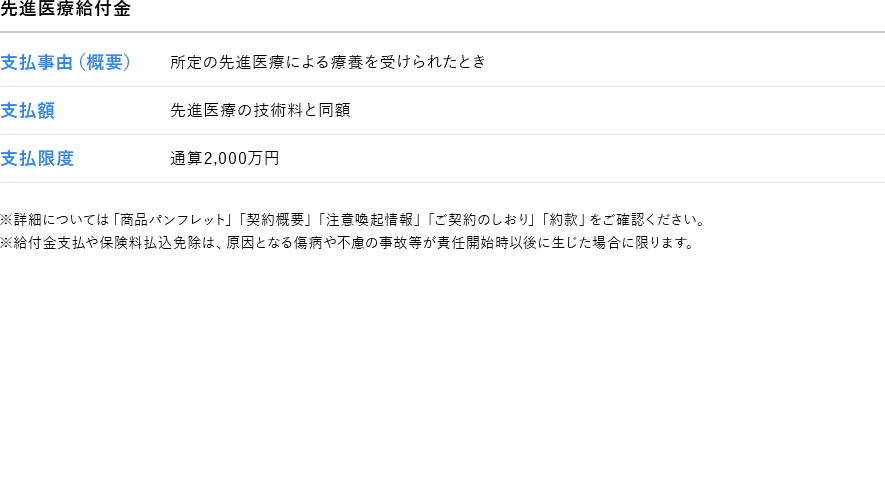 先進医療給付金
支払事由（概要） 所定の先進医療による療養を受けられたとき
支払額 先進医療の技術料と同額
支払限度 通算2,000万円
※詳細については「商品パンフレット」「契約概要」「注意喚起情報」「ご契約のしおり」「約款」をご確認ください。
※給付金支払や保険料払込免除は、原因となる傷病や不慮の事故等が責任開始時以後に生じた場合に限ります。